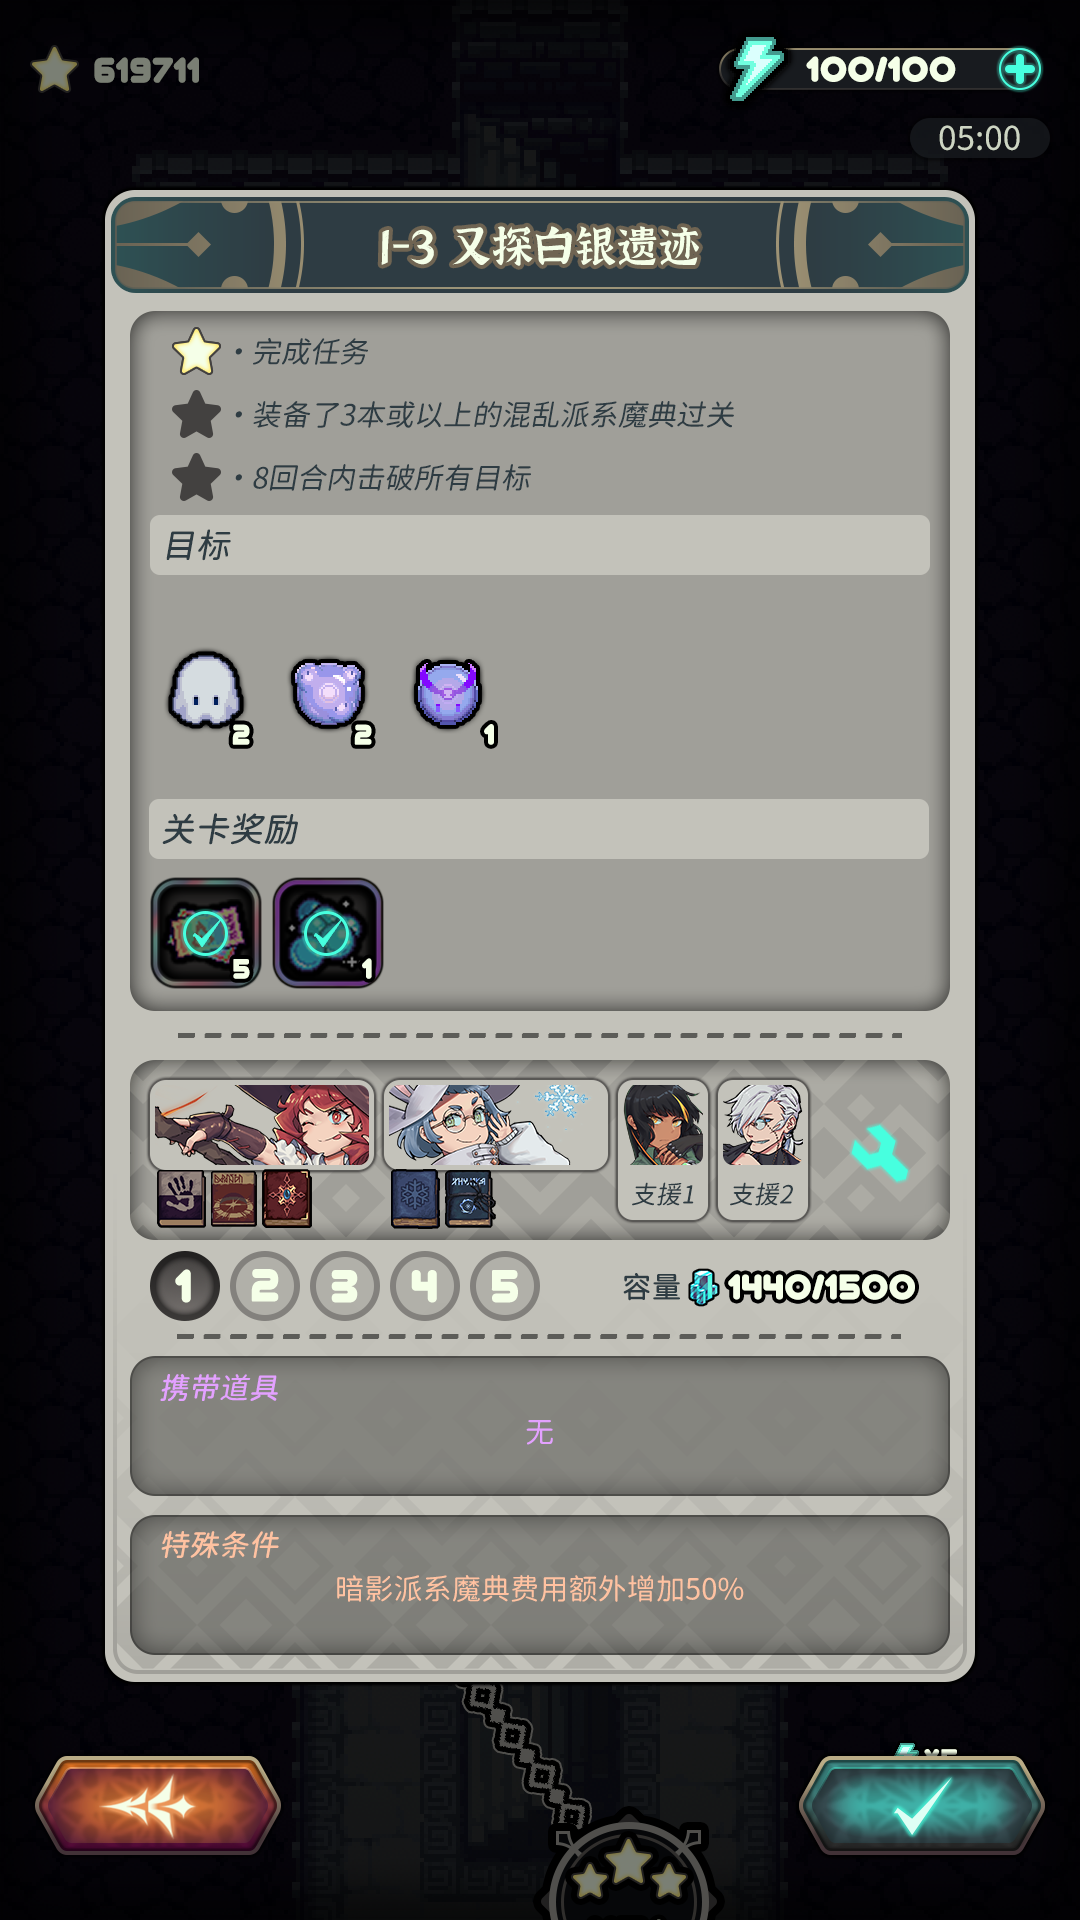 619711
100/100
05:00
1-3 又探白银遗迹
·完成任务
·装备了3本或以上的混乱派系魔典过关
·8回合内击破所有目标
目标
2 2 1
关卡奖励
5 1
支援1 支援2
1 2 3 4 5
容量 1440/1500
携带道具
无
特殊条件
暗影派系魔典费用额外增加50%